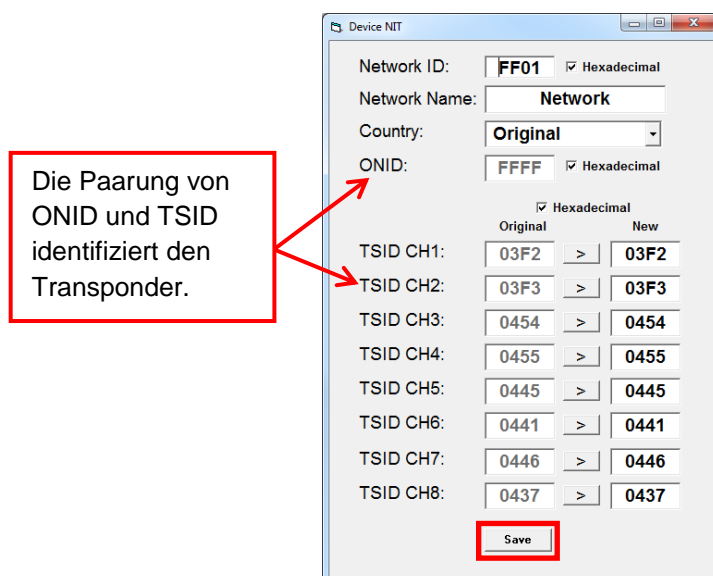 Device NIT
Network ID: FF01 Hexadecimal
Network Name: Network
Country: Original
ONID: FFFF Hexadecimal
Die Paarung von
ONID und TSID
identifiziert den
Transponder.
Hexadecimal
Original New
TSID CH1: 03F2 > 03F2
TSID CH2: 03F3 > 03F3
TSID CH3: 0454 > 0454
TSID CH4: 0455 > 0455
TSID CH5: 0445 > 0445
TSID CH6: 0441 > 0441
TSID CH7: 0446 > 0446
TSID CH8: 0437 > 0437
Save